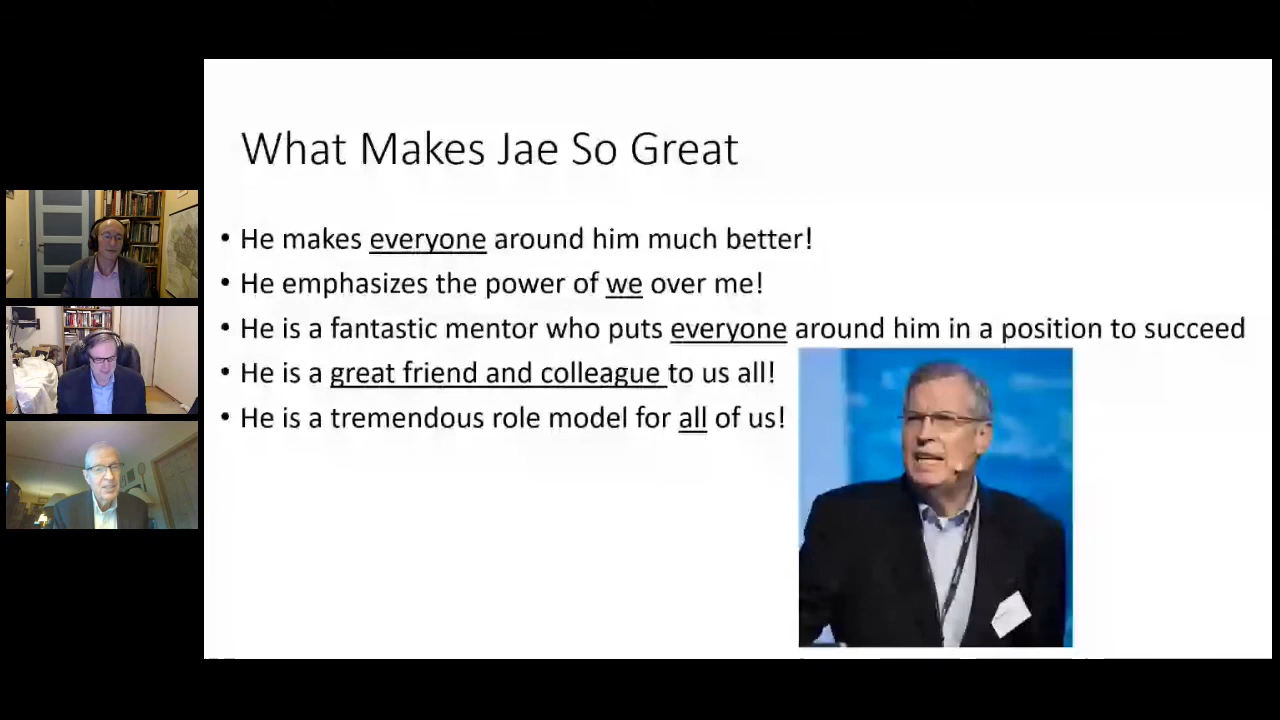 What Makes Jae So Great
• He makes everyone around him much better!
• He emphasizes the power of we over me!
• He is a fantastic mentor who puts everyone around him in a position to succeed
• He is a great friend and colleague to us all!
• He is a tremendous role model for all of us!